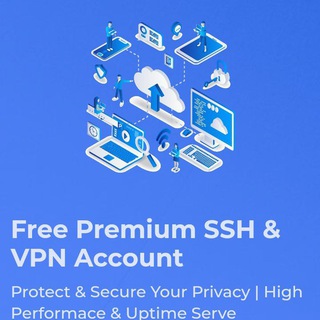 Free Premium SSH &
VPN Account
Protect & Secure Your Privacy | High
Performace & Uptime Serve